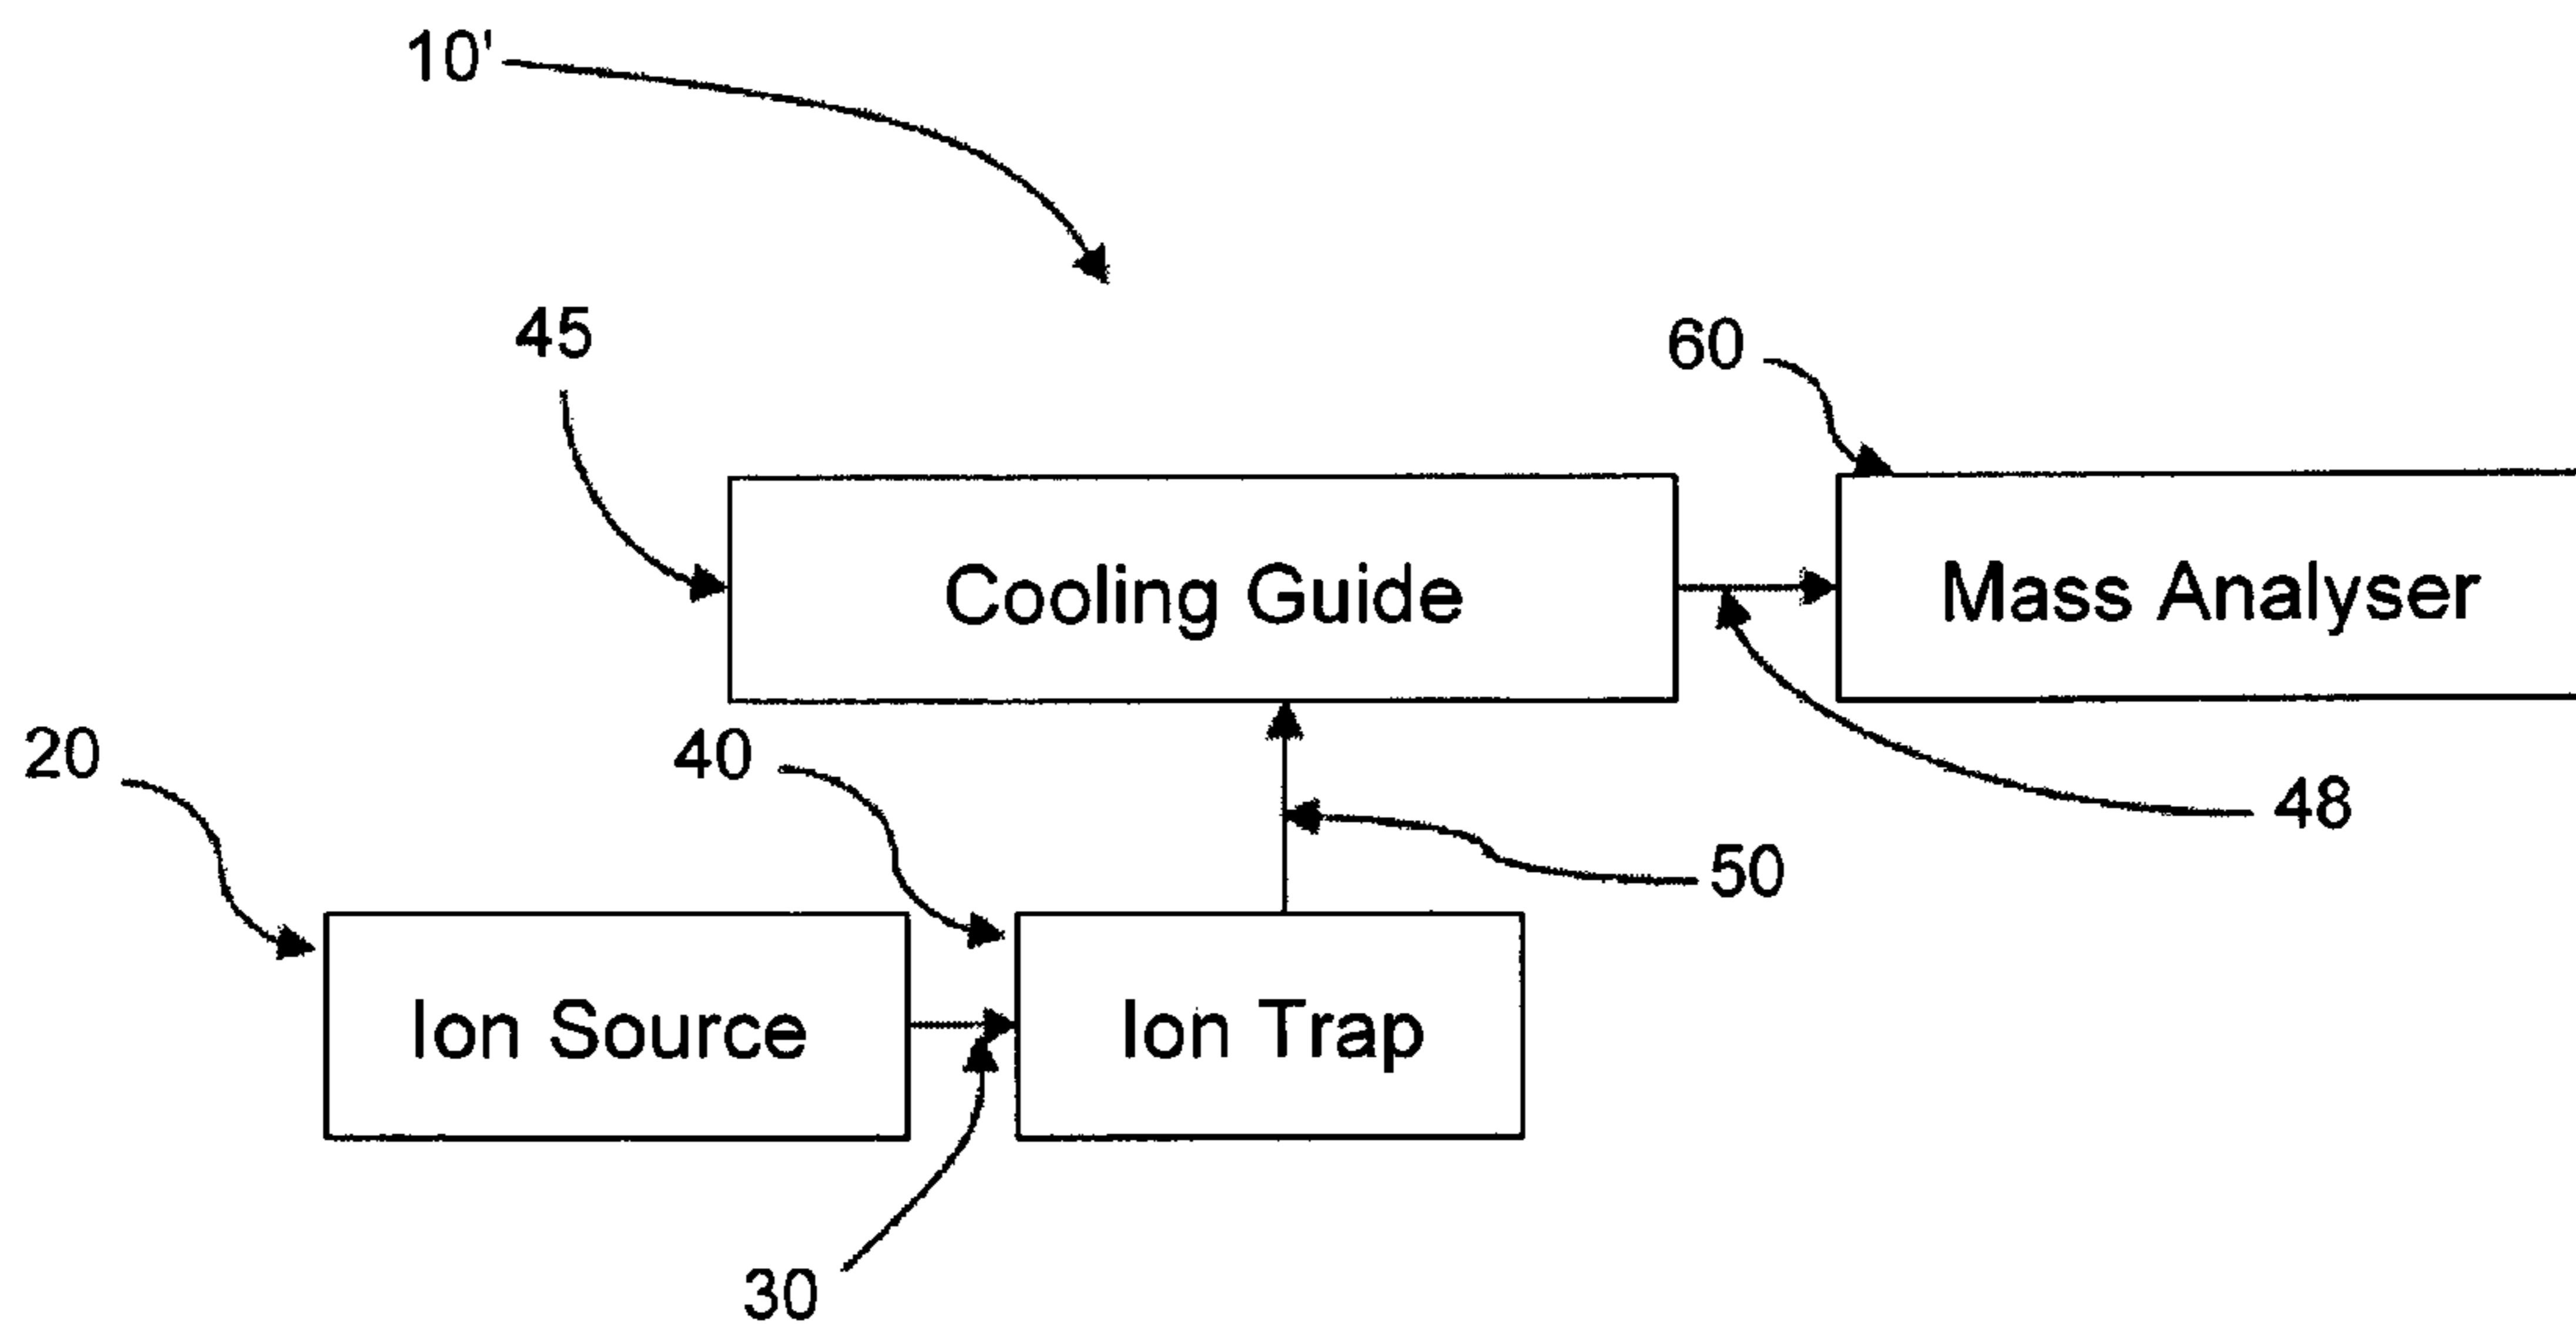 10'
45
60
Cooling Guide
Mass Analyser
20
40
48
50
Ion Source
Ion Trap
30